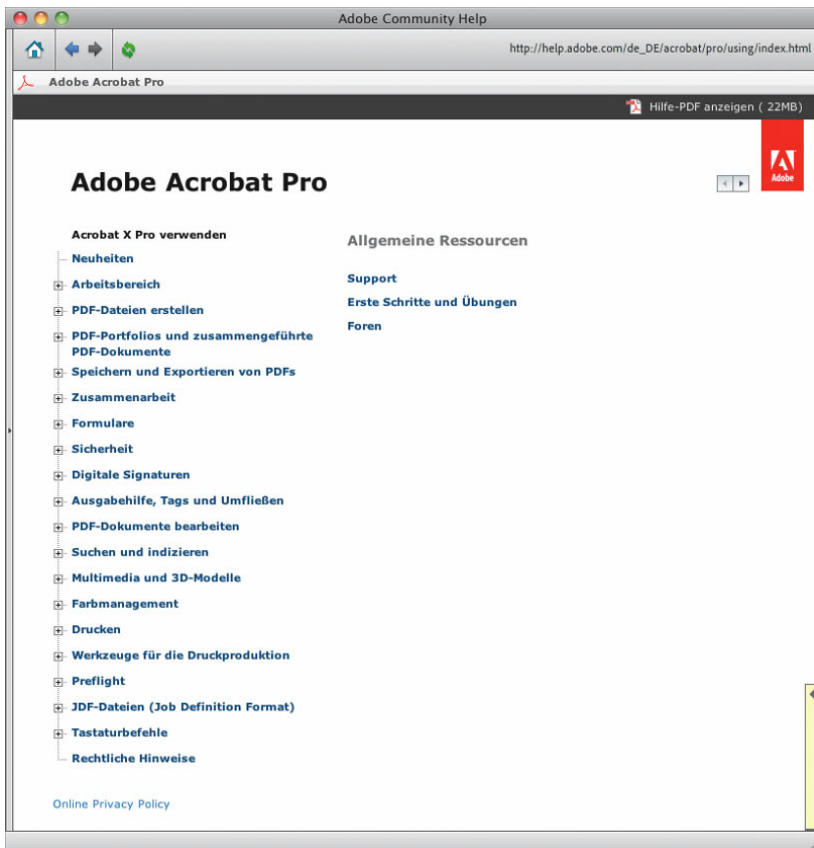 Adobe Community Help
http://help.adobe.com/de_DE/acrobat/pro/using/index.html
Adobe Acrobat Pro
Hilfe-PDF anzeigen ( 22MB)
Adobe
Adobe Acrobat Pro
Acrobat X Pro verwenden
Neuheiten
Arbeitsbereich
PDF-Dateien erstellen
PDF-Portfolios und zusammengeführte
PDF-Dokumente
Speichern und Exportieren von PDFs
Zusammenarbeit
Formulare
Sicherheit
Digitale Signaturen
Ausgabehilfe, Tags und Umfließen
PDF-Dokumente bearbeiten
Suchen und indizieren
Multimedia und 3D-Modelle
Farbmanagement
Drucken
Werkzeuge für die Druckproduktion
Preflight
JDF-Dateien (Job Definition Format)
Tastaturbefehle
Rechtliche Hinweise
Allgemeine Ressourcen
Support
Erste Schritte und Übungen
Foren
Online Privacy Policy